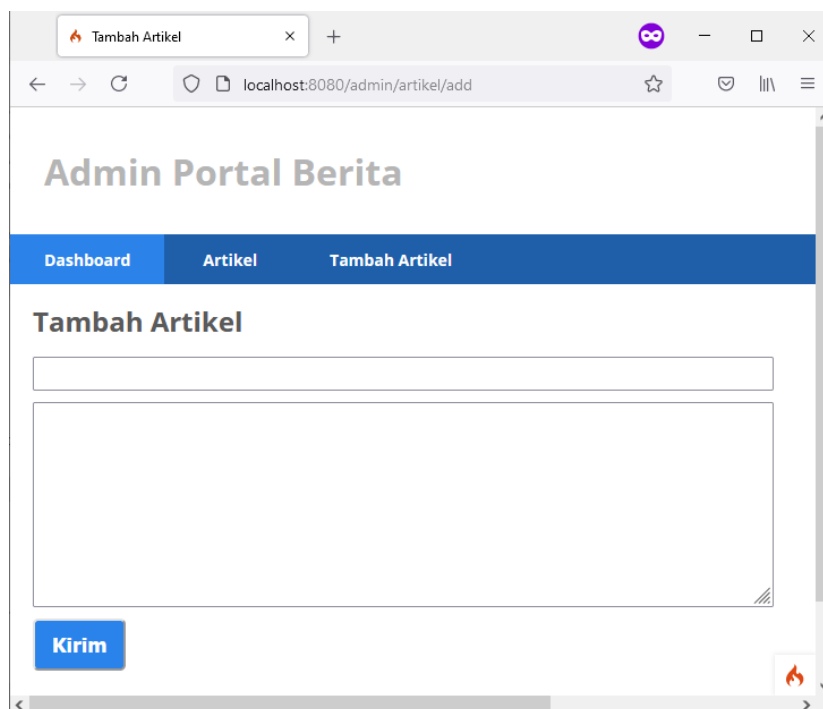 Tambah Artikel
localhost:8080/admin/artikel/add
Admin Portal Berita
Dashboard Artikel Tambah Artikel
Tambah Artikel
Kirim